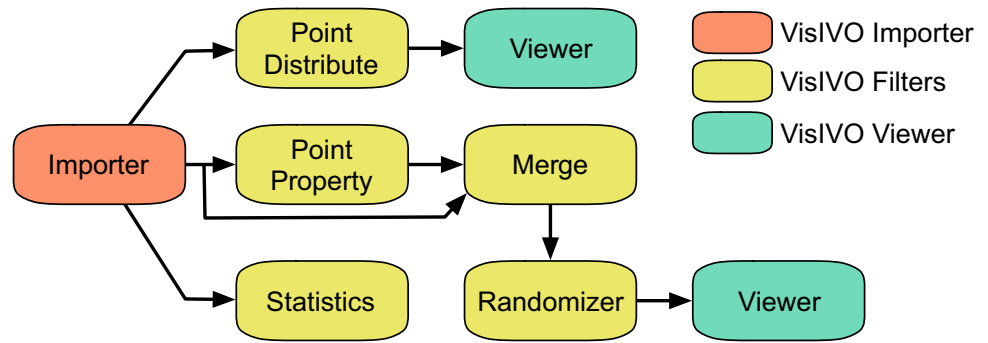 Point
Distribute
Viewer
VisIVO Importer
VisIVO Filters
VisIVO Viewer
Importer
Point
Property
Merge
Statistics
Randomizer
Viewer